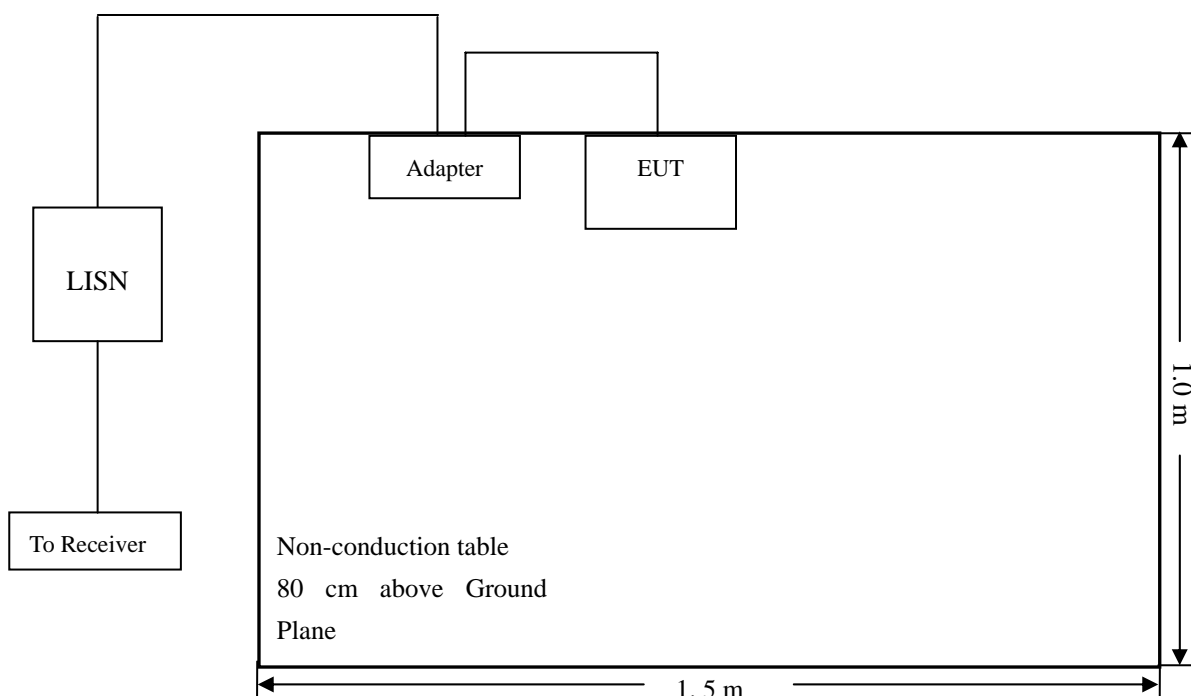 Adapter
EUT
LISN
1.0 m
To Receiver
Non-conduction table
80 cm above Ground
Plane
1. 5 m